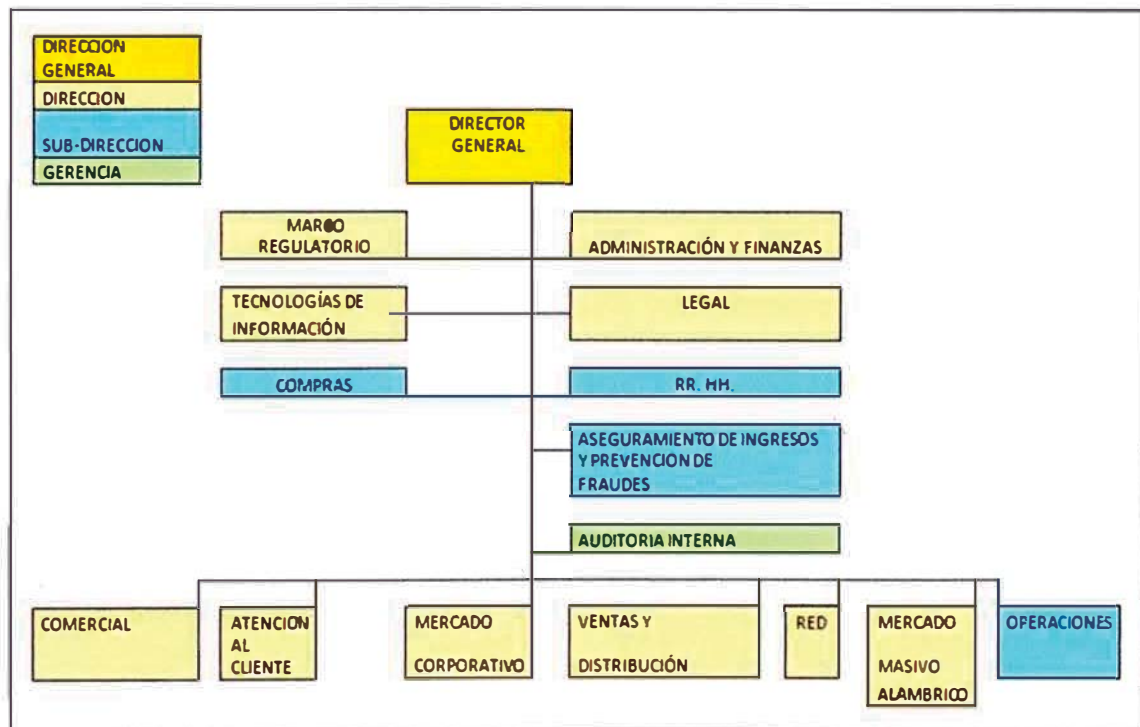 DIRECCION
GENERAL
DIRECCION
SUB-DIRECCION
GERENCIA
DIRECTOR
GENERAL
MARCO
REGULATORIO
ADMINISTRACIÓN Y FINANZAS
TECNOLOGÍAS DE
INFORMACIÓN
LEGAL
COMPRAS
RR. HH.
ASEGURAMIENTO DE INGRESOS
Y PREVENCION DE
FRAUDES
AUDITORIA INTERNA
COMERCIAL
ATENCION
AL
CLIENTE
MERCADO
CORPORATIVO
VENTAS Y
DISTRIBUCIÓN
RED
MERCADO
MASIVO
ALAMBRICO
OPERACIONES